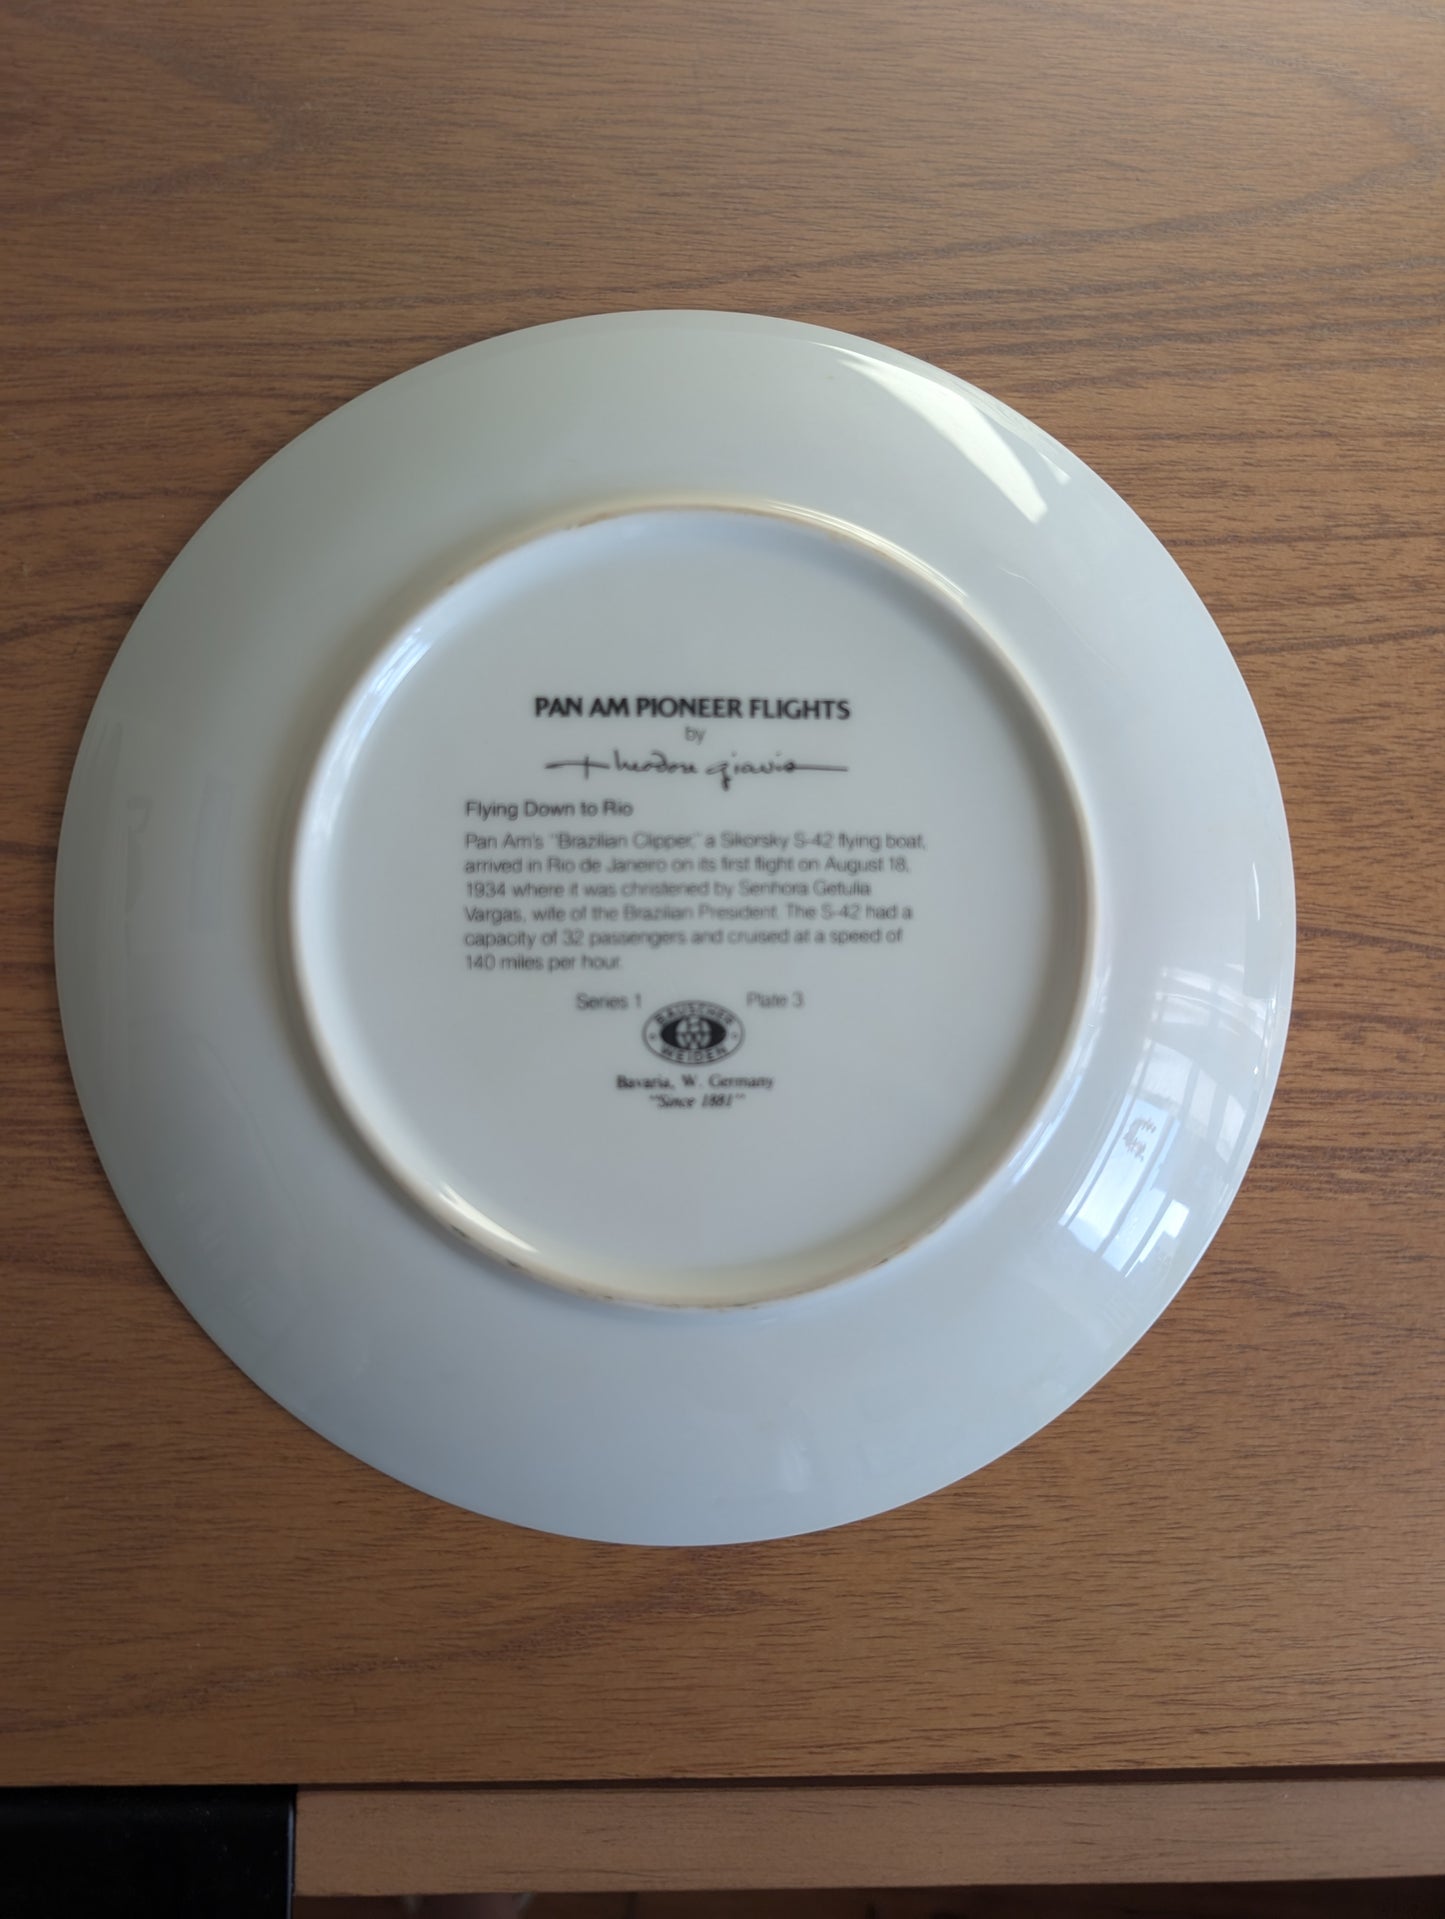 PAN AM PIONEER FLIGHTS
by
Theodore Giavis
Flying Down to Rio
Pan Am's "Brazilian Clipper," a Sikorsky S-42 flying boat,
arrived in Rio de Janeiro on its first flight on August 18,
1934 where it was christened by Senhora Getulia
Vargas, wife of the Brazilian President. The S-42 had a
capacity of 32 passengers and cruised at a speed of
140 miles per hour.
Series 1 Plate 3
BAUSCHER
WEIDEN
Bavaria, W. Germany
"Since 1881"